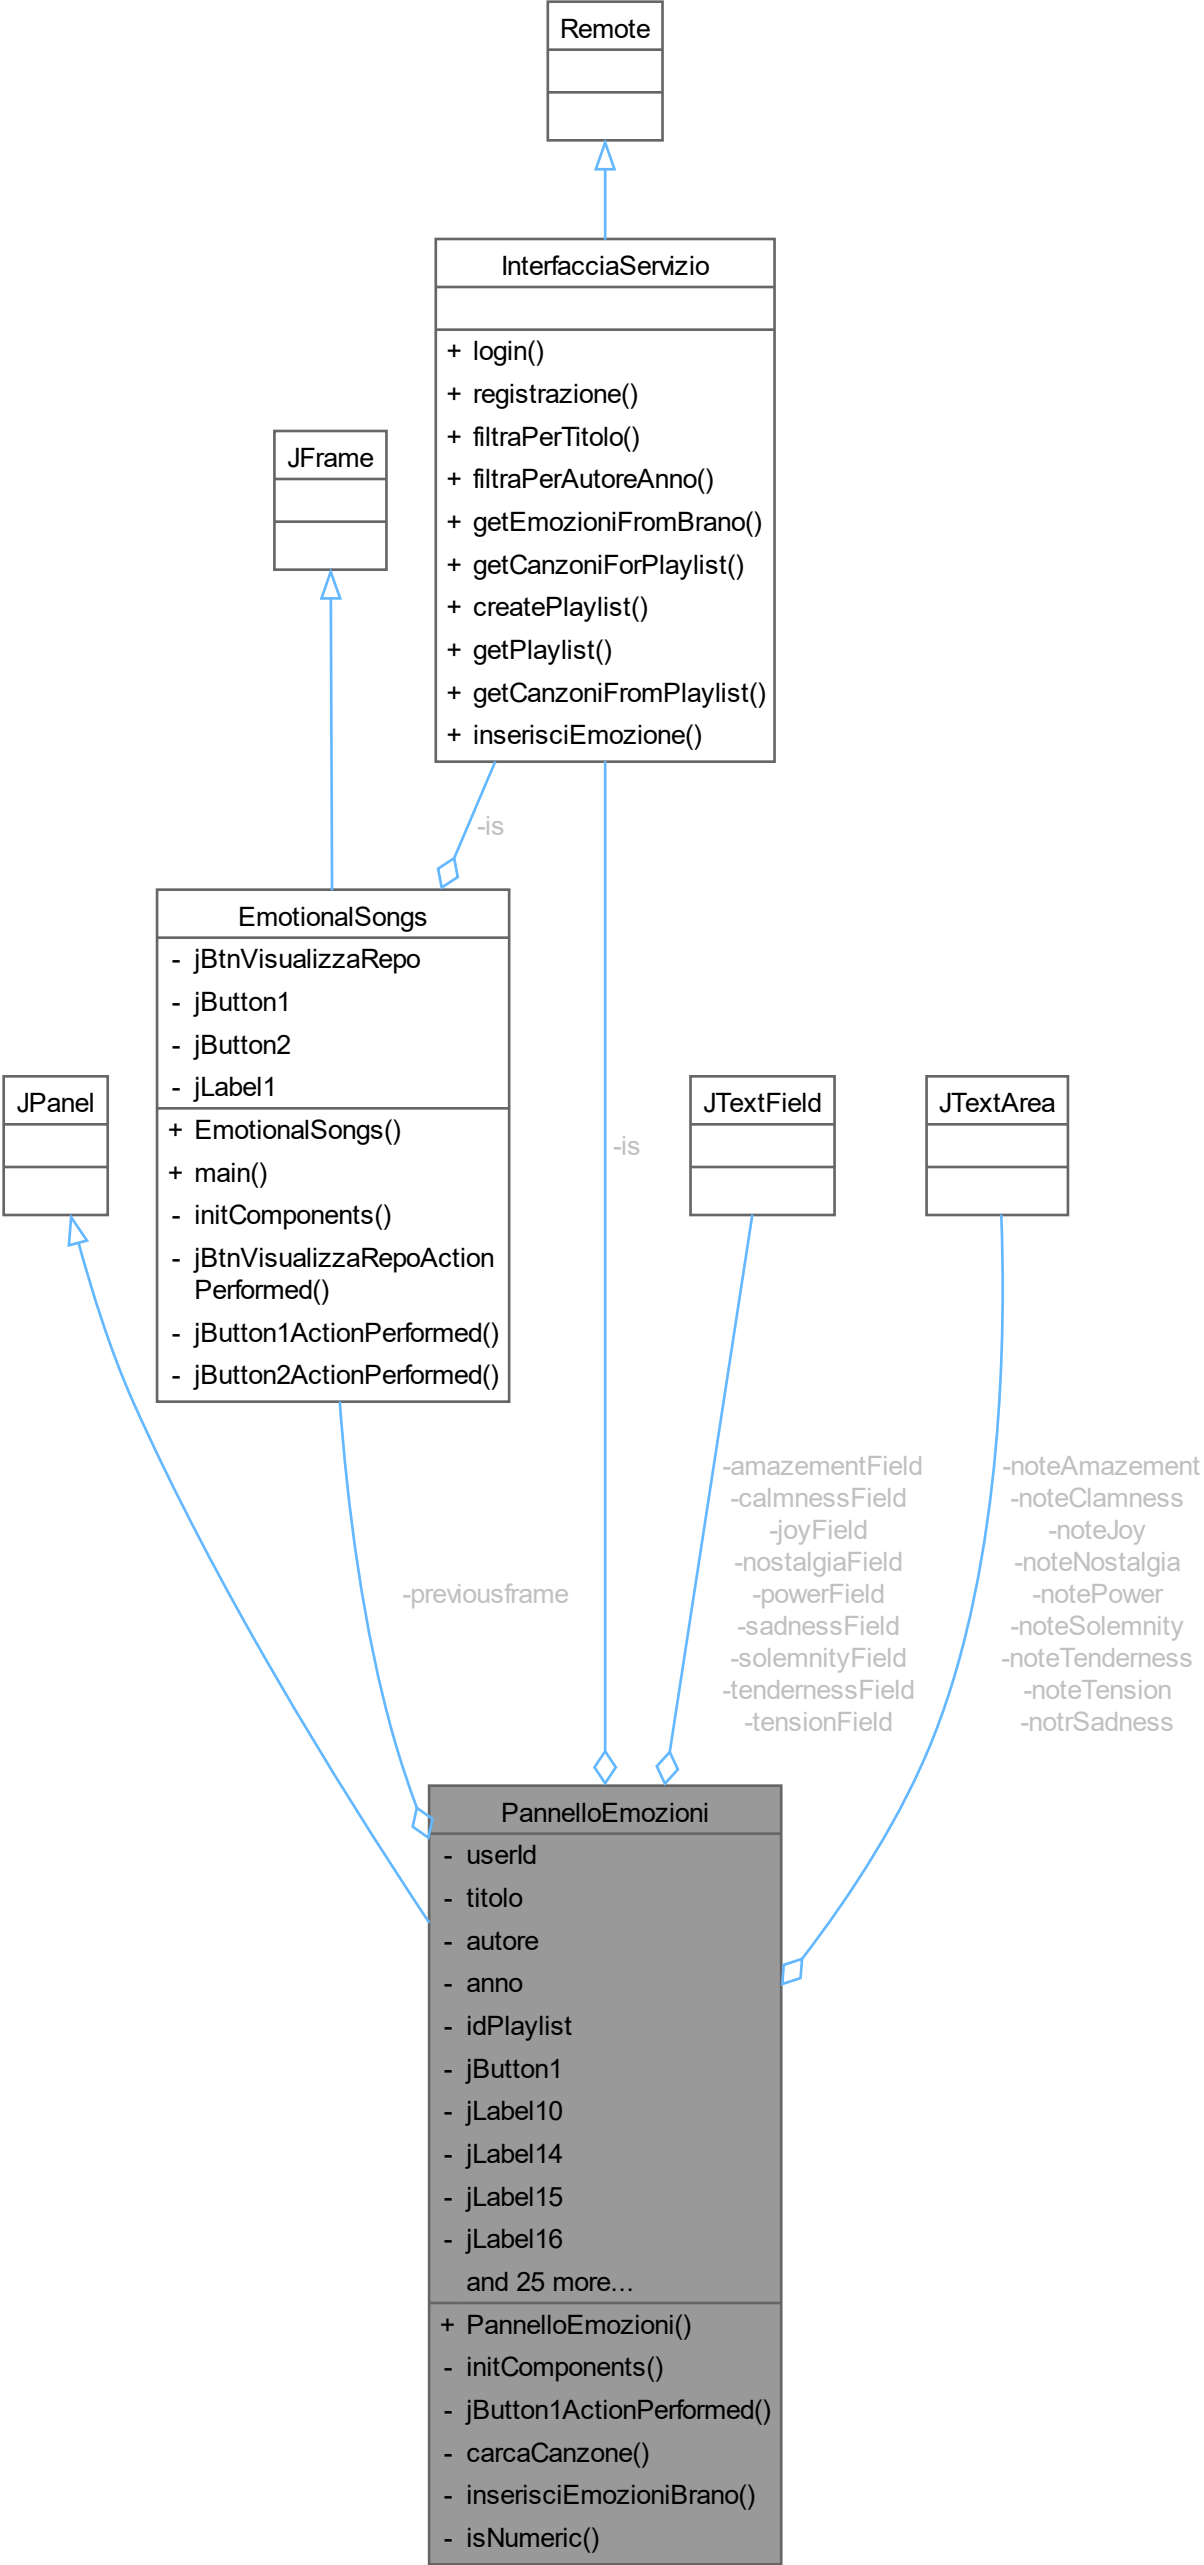 Remote
InterfacciaServizio
+ login()
+ registrazione()
+ filtraPerTitolo()
+ filtraPerAutoreAnno()
+ getEmozioniFromBrano()
+ getCanzoniForPlaylist()
+ createPlaylist()
+ getPlaylist()
+ getCanzoniFromPlaylist()
+ inserisciEmozione()
JFrame
-is
EmotionalSongs
- jBtnVisualizzaRepo
- jButton1
- jButton2
- jLabel1
+ EmotionalSongs()
+ main()
- initComponents()
- jBtnVisualizzaRepoAction
Performed()
- jButton1ActionPerformed()
- jButton2ActionPerformed()
JPanel
-is
JTextField
JTextArea
-previousframe
-amazementField
-calmnessField
-joyField
-nostalgiaField
-powerField
-sadnessField
-solemnityField
-tendernessField
-tensionField
-noteAmazement
-noteClamness
-noteJoy
-noteNostalgia
-notePower
-noteSolemnity
-noteTenderness
-noteTension
-notrSadness
PannelloEmozioni
- userId
- titolo
- autore
- anno
- idPlaylist
- jButton1
- jLabel10
- jLabel14
- jLabel15
- jLabel16
and 25 more...
+ PannelloEmozioni()
- initComponents()
- jButton1ActionPerformed()
- carcaCanzone()
- inserisciEmozioniBrano()
- isNumeric()